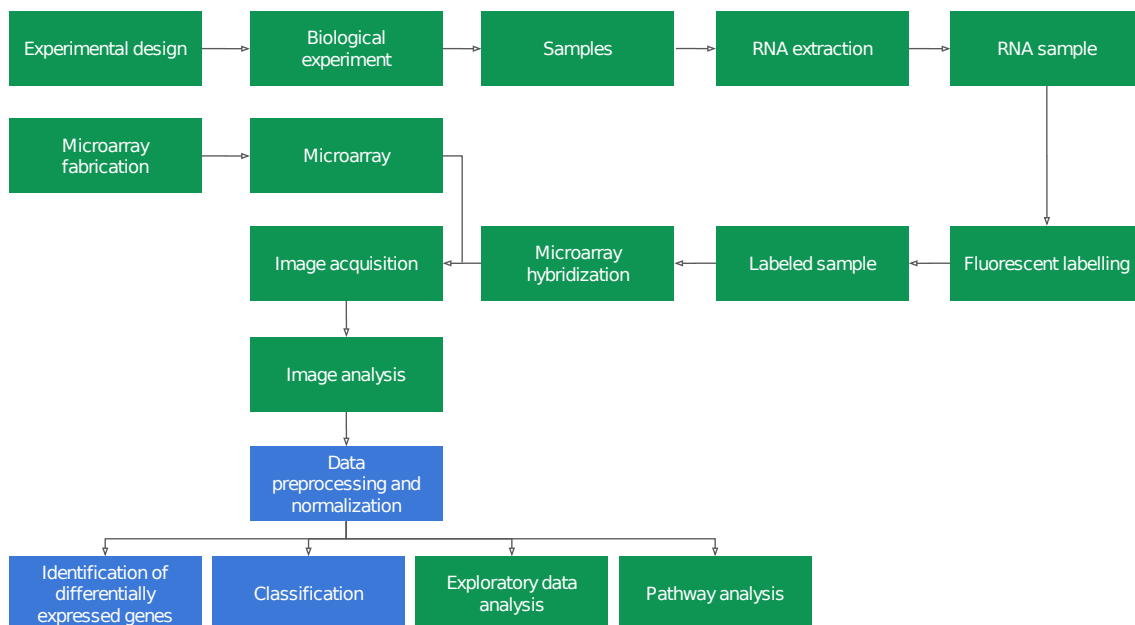 Experimental design
Biological
experiment
Samples
RNA extraction
RNA sample
Microarray
fabrication
Microarray
Image acquisition
Microarray
hybridization
Labeled sample
Fluorescent labelling
Image analysis
Data
preprocessing and
normalization
Identification of
differentially
expressed genes
Classification
Exploratory data
analysis
Pathway analysis